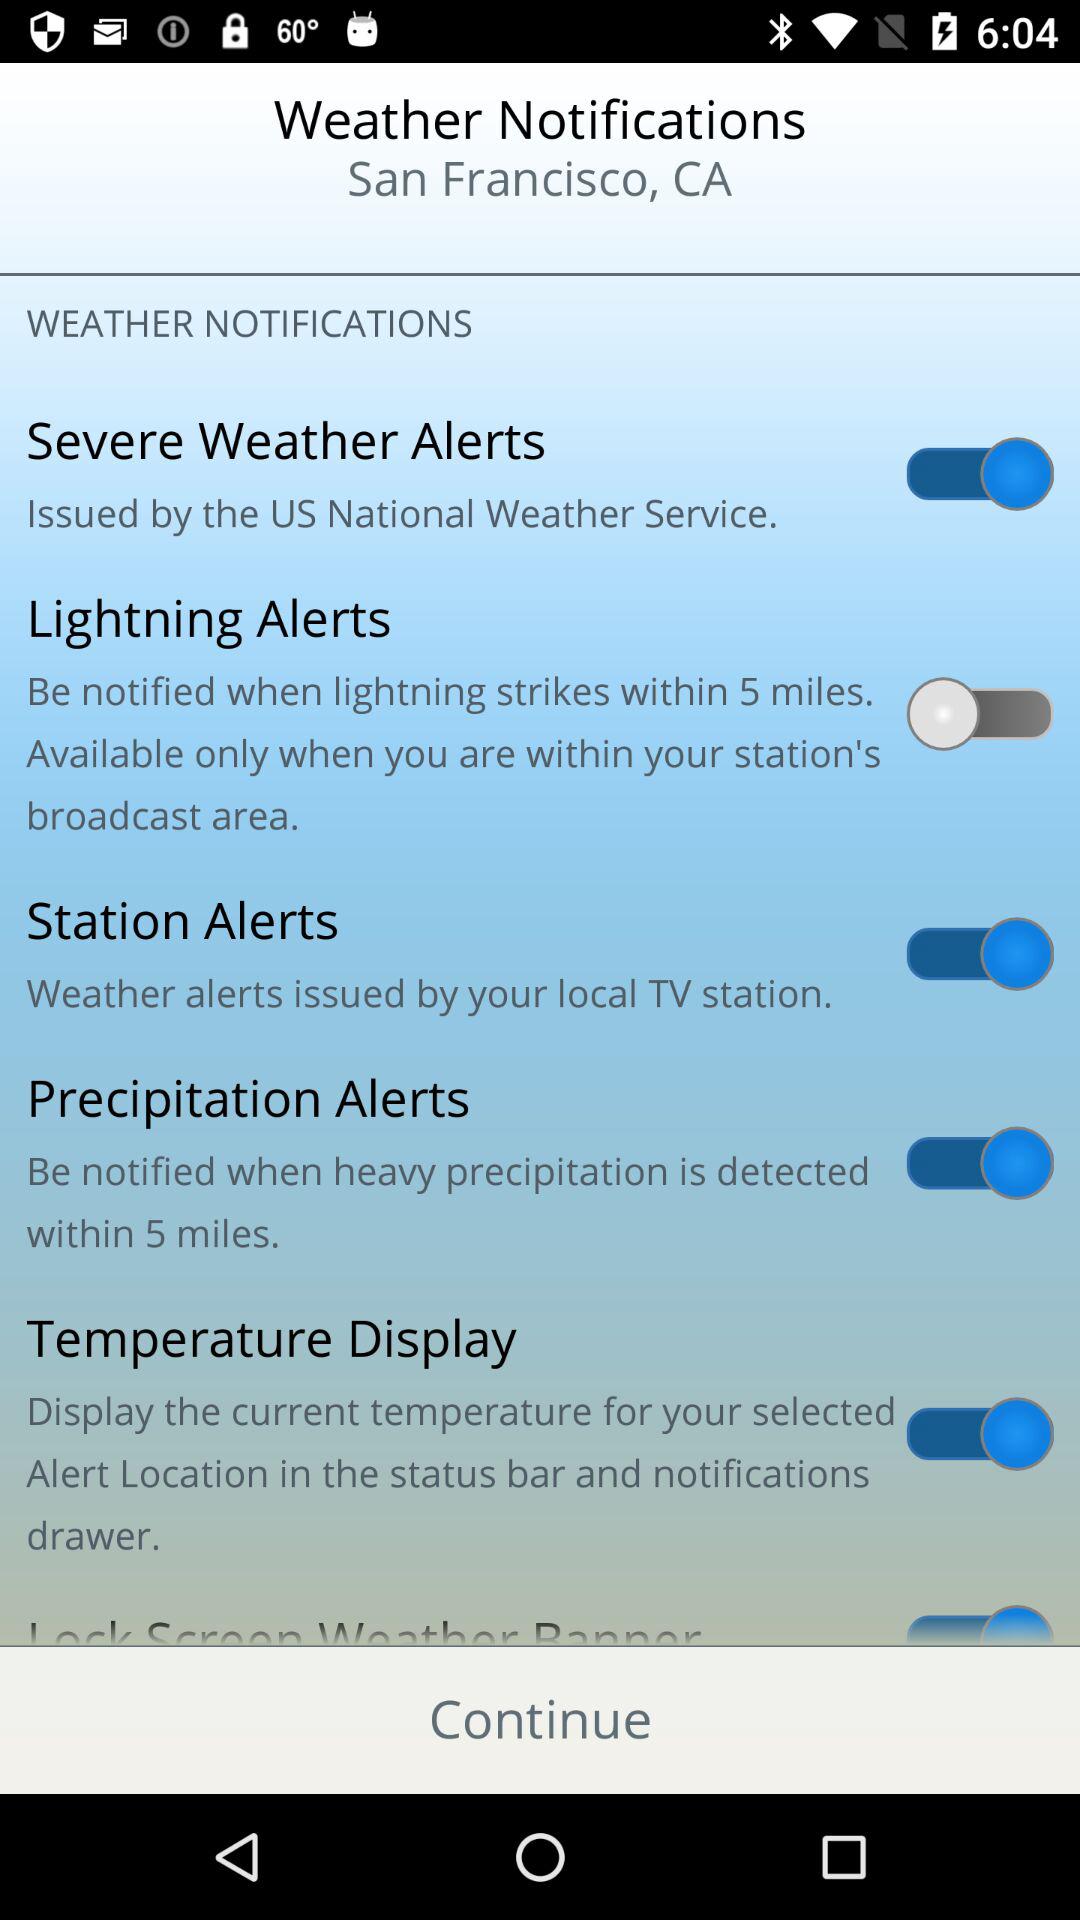 60° 6:04
Weather Notifications
San Francisco, CA
WEATHER NOTIFICATIONS
Severe Weather Alerts
Issued by the US National Weather Service.
Lightning Alerts
Be notified when lightning strikes within 5 miles.
Available only when you are within your station's
broadcast area.
Station Alerts
Weather alerts issued by your local TV station.
Precipitation Alerts
Be notified when heavy precipitation is detected
within 5 miles.
Temperature Display
Display the current temperature for your selected
Alert Location in the status bar and notifications
drawer.
Lock Screen Weather Banner
Continue